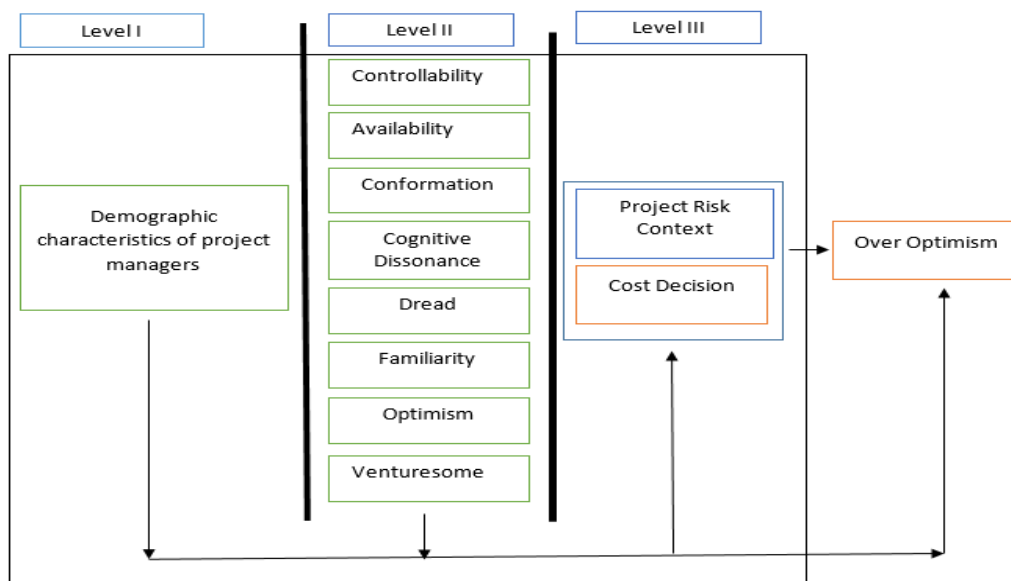 Level I
Level II
Level III
Controllability
Availability
Conformation
Cognitive
Dissonance
Dread
Familiarity
Optimism
Venturesome
Demographic
characteristics of project
managers
Project Risk
Context
Cost Decision
Over Optimism